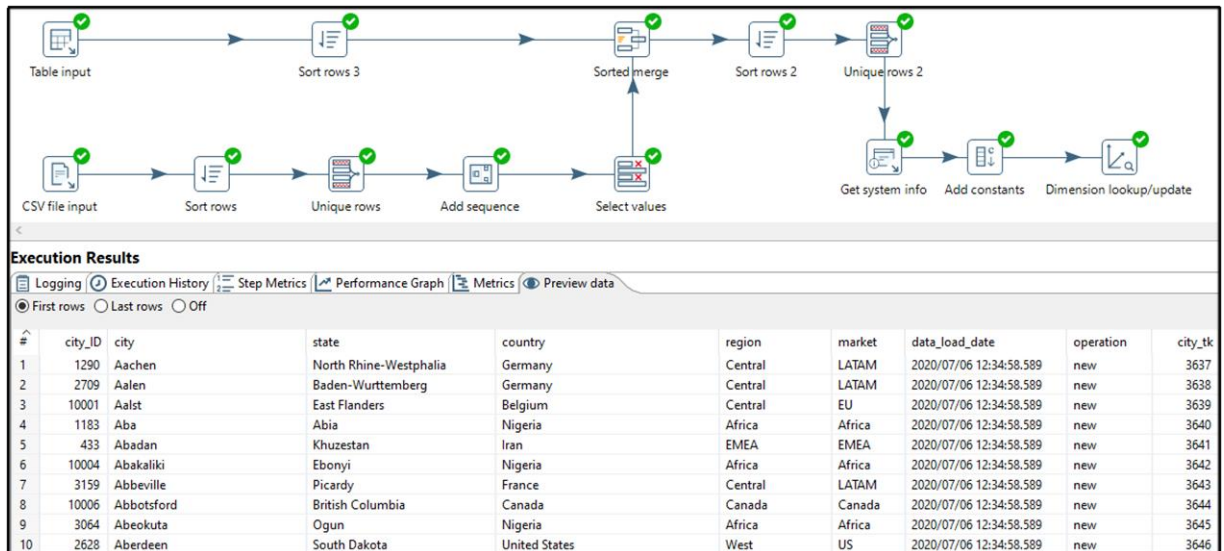 Table input Sort rows 3 Sorted merge Sort rows 2 Unique rows 2
CSV file input Sort rows Unique rows Add sequence Select values Get system info Add constants Dimension lookup/update
Execution Results
Logging Execution History Step Metrics Performance Graph Metrics Preview data
First rows Last rows Off
# city_ID city state country region market data_load_date operation city_tk
1 1290 Aachen North Rhine-Westphalia Germany Central LATAM 2020/07/06 12:34:58.589 new 3637
2 2709 Aalen Baden-Wurttemberg Germany Central LATAM 2020/07/06 12:34:58.589 new 3638
3 10001 Aalst East Flanders Belgium Central EU 2020/07/06 12:34:58.589 new 3639
4 1183 Aba Abia Nigeria Africa Africa 2020/07/06 12:34:58.589 new 3640
5 433 Abadan Khuzestan Iran EMEA EMEA 2020/07/06 12:34:58.589 new 3641
6 10004 Abakaliki Ebonyi Nigeria Africa Africa 2020/07/06 12:34:58.589 new 3642
7 3159 Abbeville Picardy France Central LATAM 2020/07/06 12:34:58.589 new 3643
8 10006 Abbotsford British Columbia Canada Canada Canada 2020/07/06 12:34:58.589 new 3644
9 3064 Abeokuta Ogun Nigeria Africa Africa 2020/07/06 12:34:58.589 new 3645
10 2628 Aberdeen South Dakota United States West US 2020/07/06 12:34:58.589 new 3646